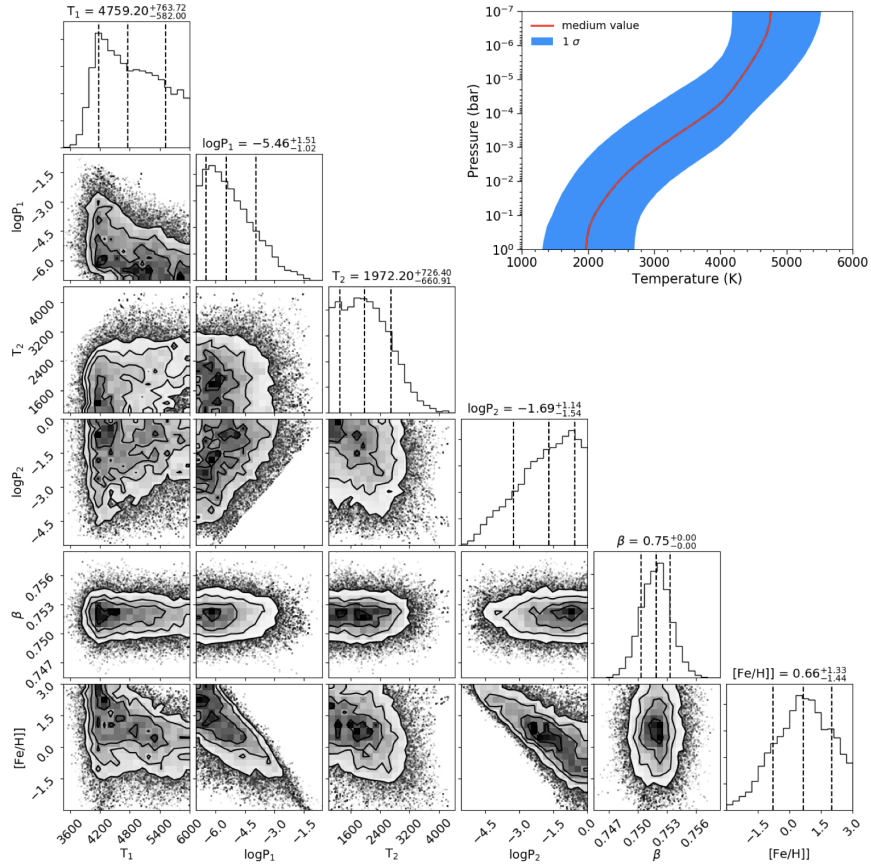 T₁ = 4759.20+763.72−582.00
10⁻⁷
10⁻⁶
10⁻⁵
10⁻⁴
10⁻³
10⁻²
10⁻¹
10⁰
Pressure (bar)
medium value
1 σ
1000 2000 3000 4000 5000 6000
Temperature (K)
logP₁ = −5.46+1.51−1.02
logP₁
−1.5
−3.0
−4.5
−6.0
T₂ = 1972.20+726.40−660.91
T₂
4000
3200
2400
1600
logP₂ = −1.69+1.14−1.54
logP₂
0.0
−1.5
−3.0
−4.5
β = 0.75+0.00−0.00
β
0.756
0.753
0.750
0.747
[Fe/H]] = 0.66+1.33−1.44
[Fe/H]]
3.0
1.5
0.0
−1.5
3600 4200 4800 5400 6000
T₁
−6.0 −4.5 −3.0 −1.5
logP₁
1600 2400 3200 4000
T₂
−4.5 −3.0 −1.5 0.0
logP₂
0.747 0.750 0.753 0.756
β
−1.5 0.0 1.5 3.0
[Fe/H]]